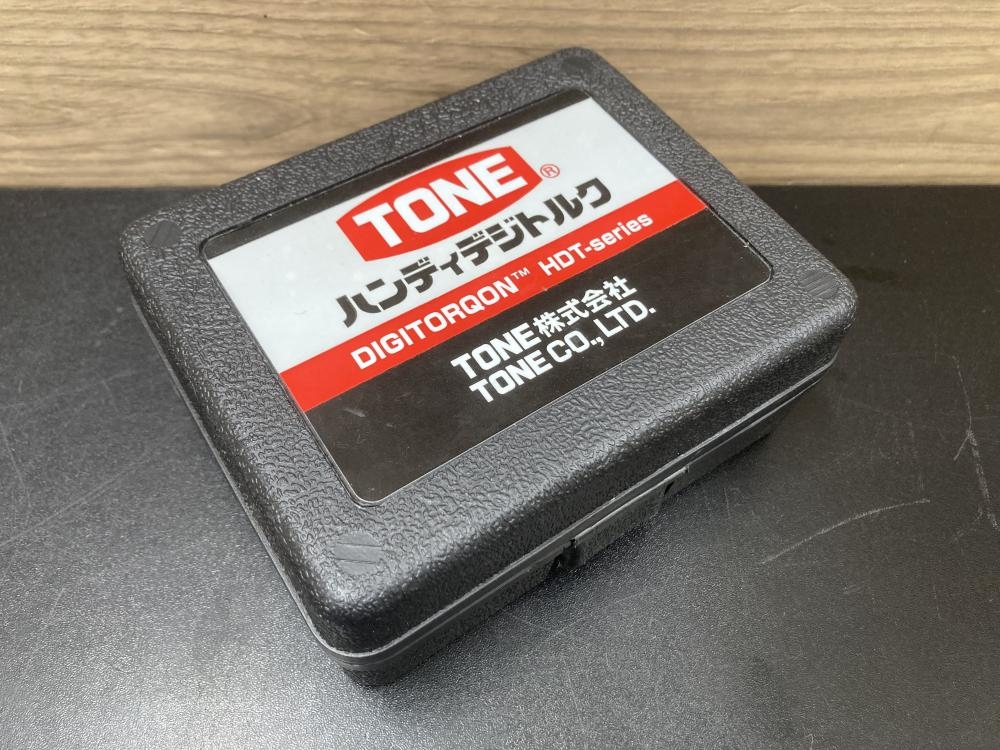 TONE®
ハンディデジトルク
DIGITORQON™ HDT-series
TONE株式会社
TONE CO., LTD.